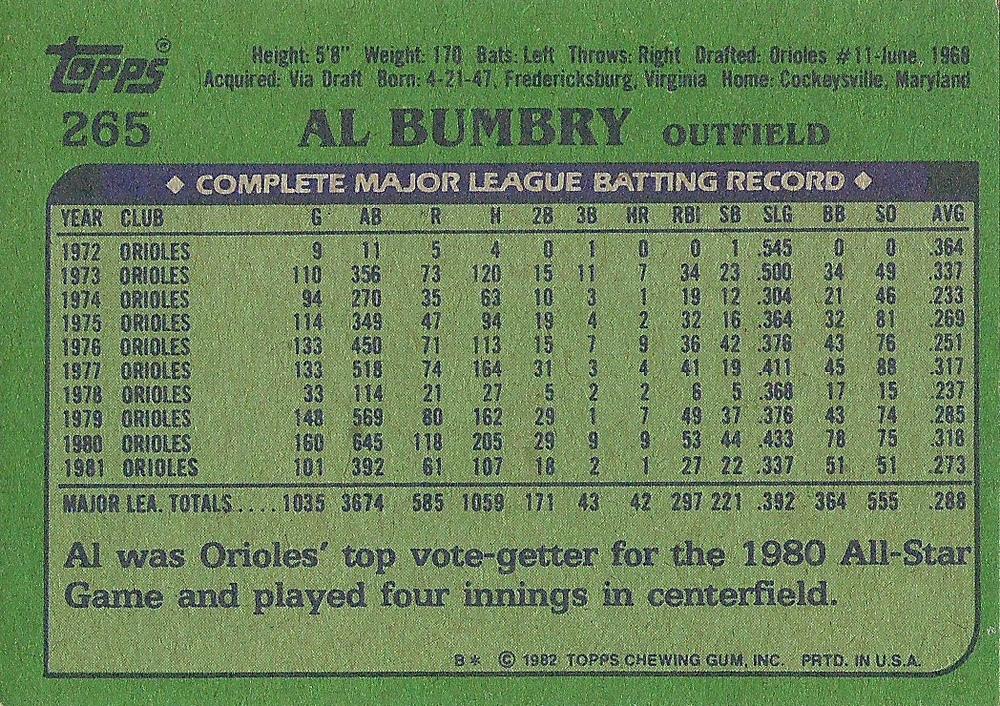 Topps® Height: 5'8" Weight: 170 Bats: Left Throws: Right Drafted: Orioles #11-June, 1968
Acquired: Via Draft Born: 4-21-47, Fredericksburg, Virginia Home: Cockeysville, Maryland
265 AL BUMBRY OUTFIELD
◆ COMPLETE MAJOR LEAGUE BATTING RECORD ◆
YEAR CLUB G AB R H 2B 3B HR RBI SB SLG BB SO AVG
1972 ORIOLES 9 11 5 4 0 1 0 0 1 .545 0 0 .364
1973 ORIOLES 110 356 73 120 15 11 7 34 23 .500 34 49 .337
1974 ORIOLES 94 270 35 63 10 3 1 19 12 .304 21 46 .233
1975 ORIOLES 114 349 47 94 19 4 2 32 16 .364 32 81 .269
1976 ORIOLES 133 450 71 113 15 7 9 36 42 .376 43 76 .251
1977 ORIOLES 133 518 74 164 31 3 4 41 19 .411 45 88 .317
1978 ORIOLES 33 114 21 27 5 2 2 6 5 .368 17 15 .237
1979 ORIOLES 148 569 80 162 29 1 7 49 37 .376 43 74 .285
1980 ORIOLES 160 645 118 205 29 9 9 53 44 .433 78 75 .318
1981 ORIOLES 101 392 61 107 18 2 1 27 22 .337 51 51 .273
MAJOR LEA. TOTALS..... 1035 3674 585 1059 171 43 42 297 221 .392 364 555 .288
Al was Orioles' top vote-getter for the 1980 All-Star
Game and played four innings in centerfield.
B* © 1982 TOPPS CHEWING GUM, INC. PRTD. IN U.S.A.